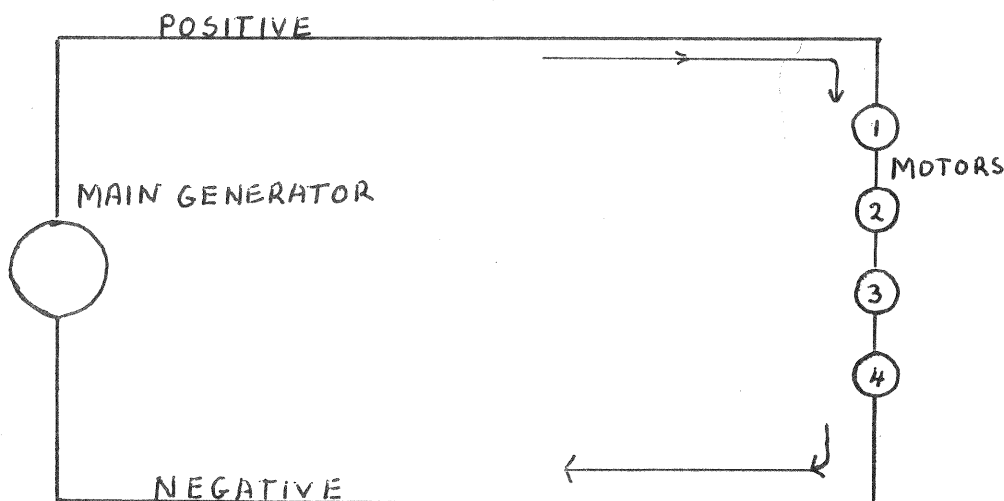 POSITIVE
1
MOTORS
MAIN GENERATOR
2
3
4
NEGATIVE